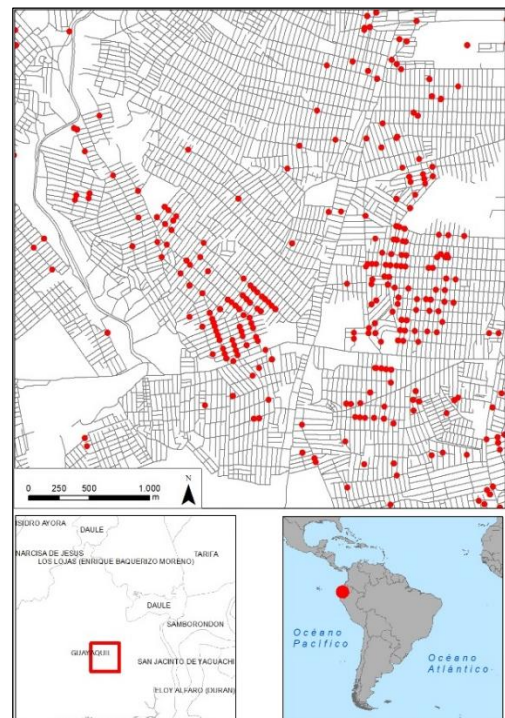 N
0 250 500 1.000
m
ISIDRO AYORA
DAULE
NARCISA DE JESUS
TARIFA
LOS LOJAS (ENRIQUE BAQUERIZO MORENO)
DAULE
SAMBORONDON
GUAYAQUIL
SAN JACINTO DE YAGUACHI
ELOY ALFARO (DURAN)
Océano
Pacífico
Océano
Atlántico